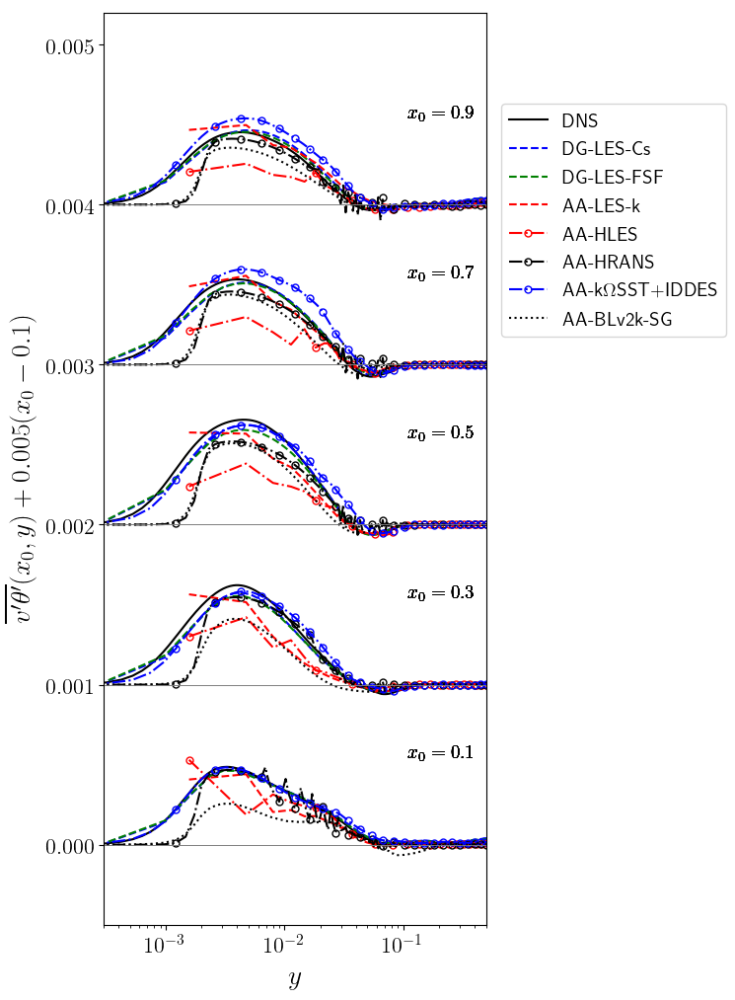 0.005
0.004
0.003
0.002
0.001
0.000
$\overline{v'\theta'}(x_0, y) + 0.005(x_0 - 0.1)$
$x_0 = 0.9$
$x_0 = 0.7$
$x_0 = 0.5$
$x_0 = 0.3$
$x_0 = 0.1$
$10^{-3}$ $10^{-2}$ $10^{-1}$
$y$
DNS
DG-LES-Cs
DG-LES-FSF
AA-LES-k
AA-HLES
AA-HRANS
AA-kΩSST+IDDES
AA-BLv2k-SG